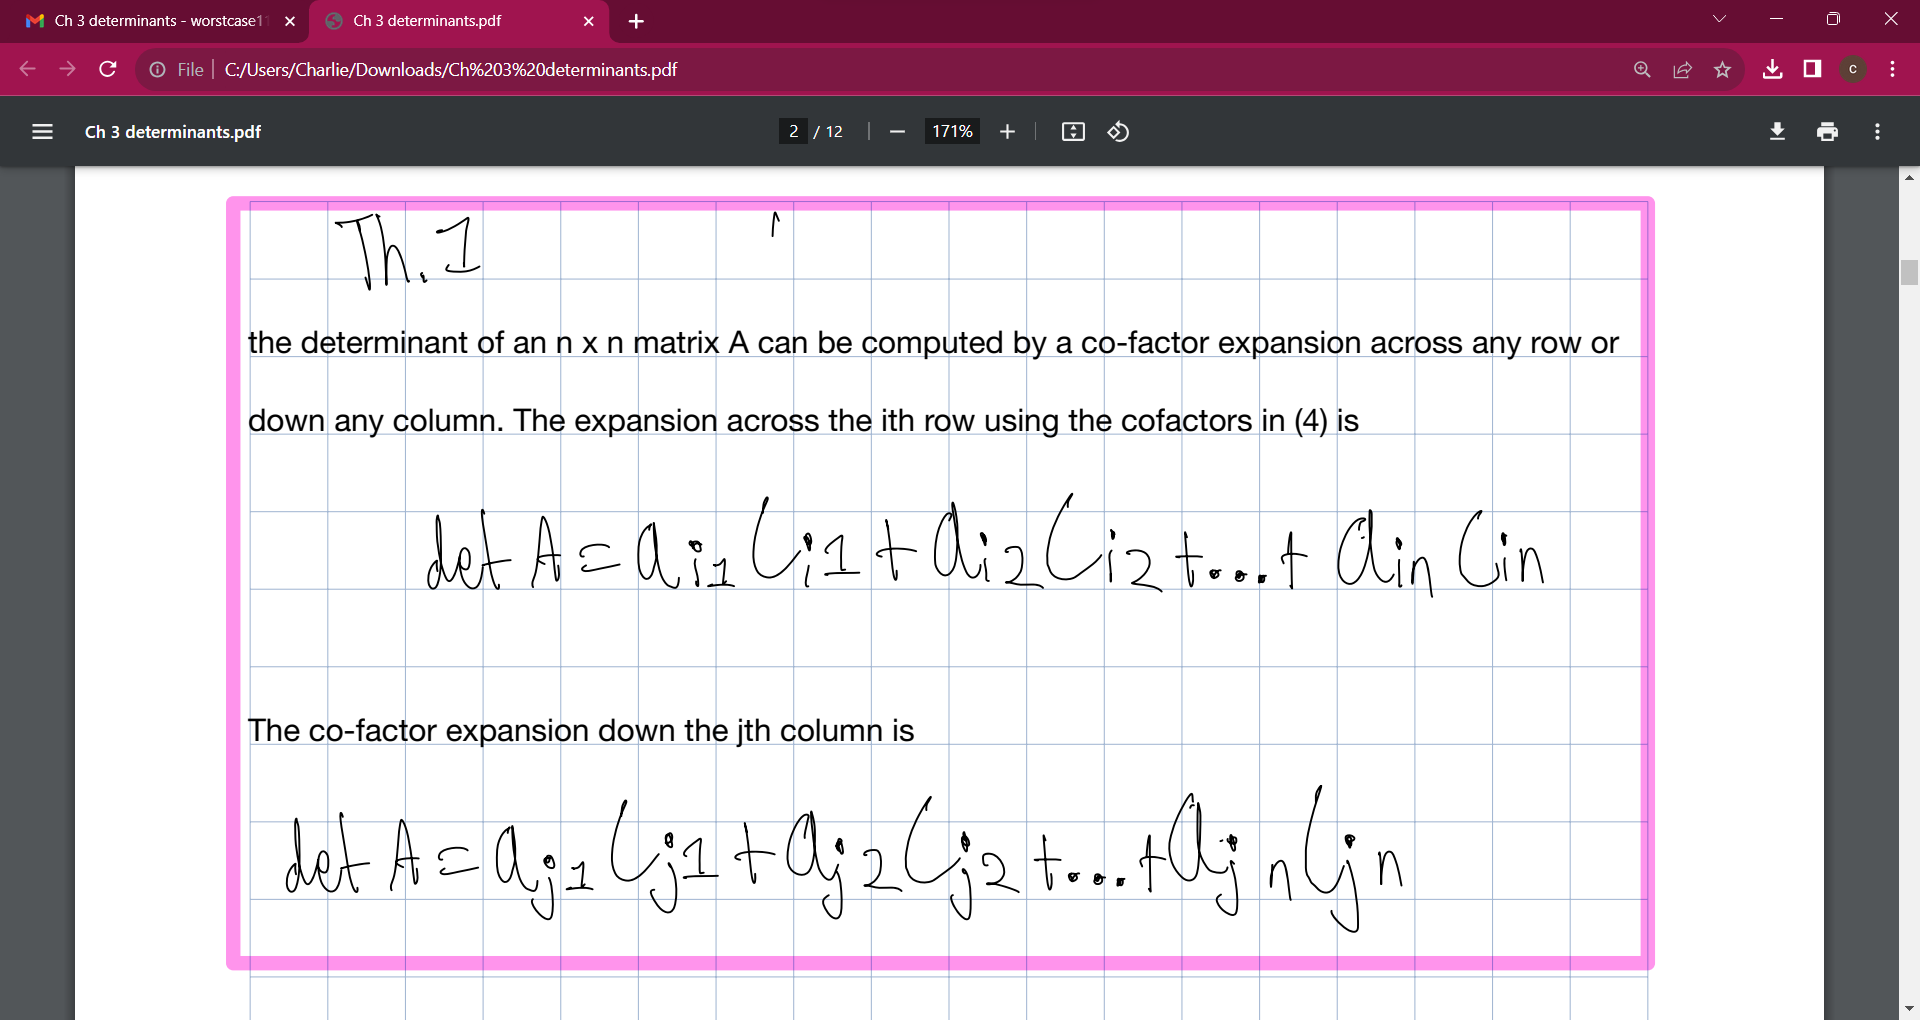 Ch 3 determinants - worstcase1
Ch 3 determinants.pdf
File
C:/Users/Charlie/Downloads/Ch%203%20determinants.pdf
c
Ch 3 determinants.pdf
2 / 12
171%
Th. 1
the determinant of an n x n matrix A can be computed by a co-factor expansion across any row or
down any column. The expansion across the ith row using the cofactors in (4) is
det A = ai1 Ci1 + ai2 Ci2 + ... + ain Cin
The co-factor expansion down the jth column is
det A = aj1 Cj1 + aj2 Cj2 + ... + ajn Cjn